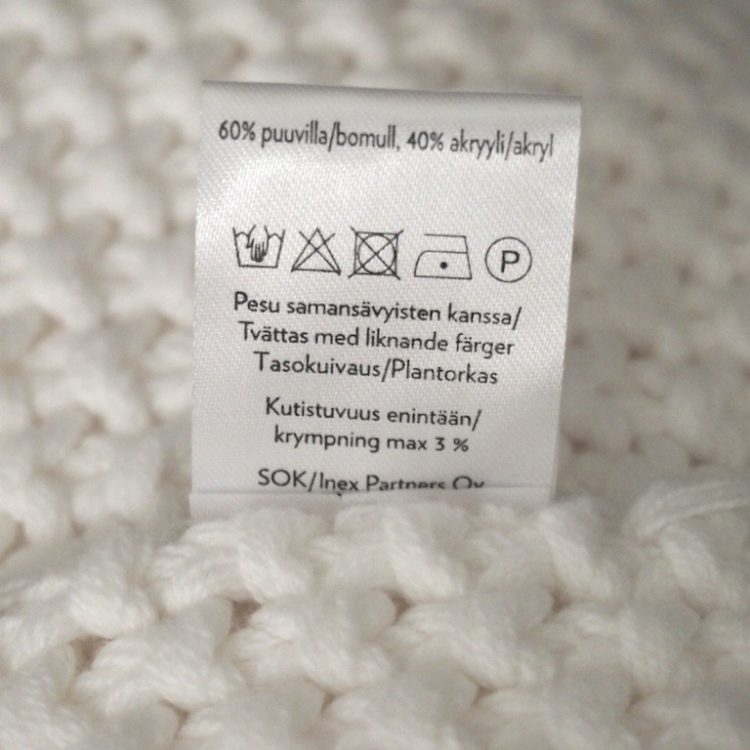 60% puuvilla/bomull, 40% akryyli/akryl
P
Pesu samansävyisten kanssa/
Tvättas med liknande färger
Tasokuivaus/Plantorkas
Kutistuvuus enintään/
krympning max 3 %
SOK/Inex Partners Oy